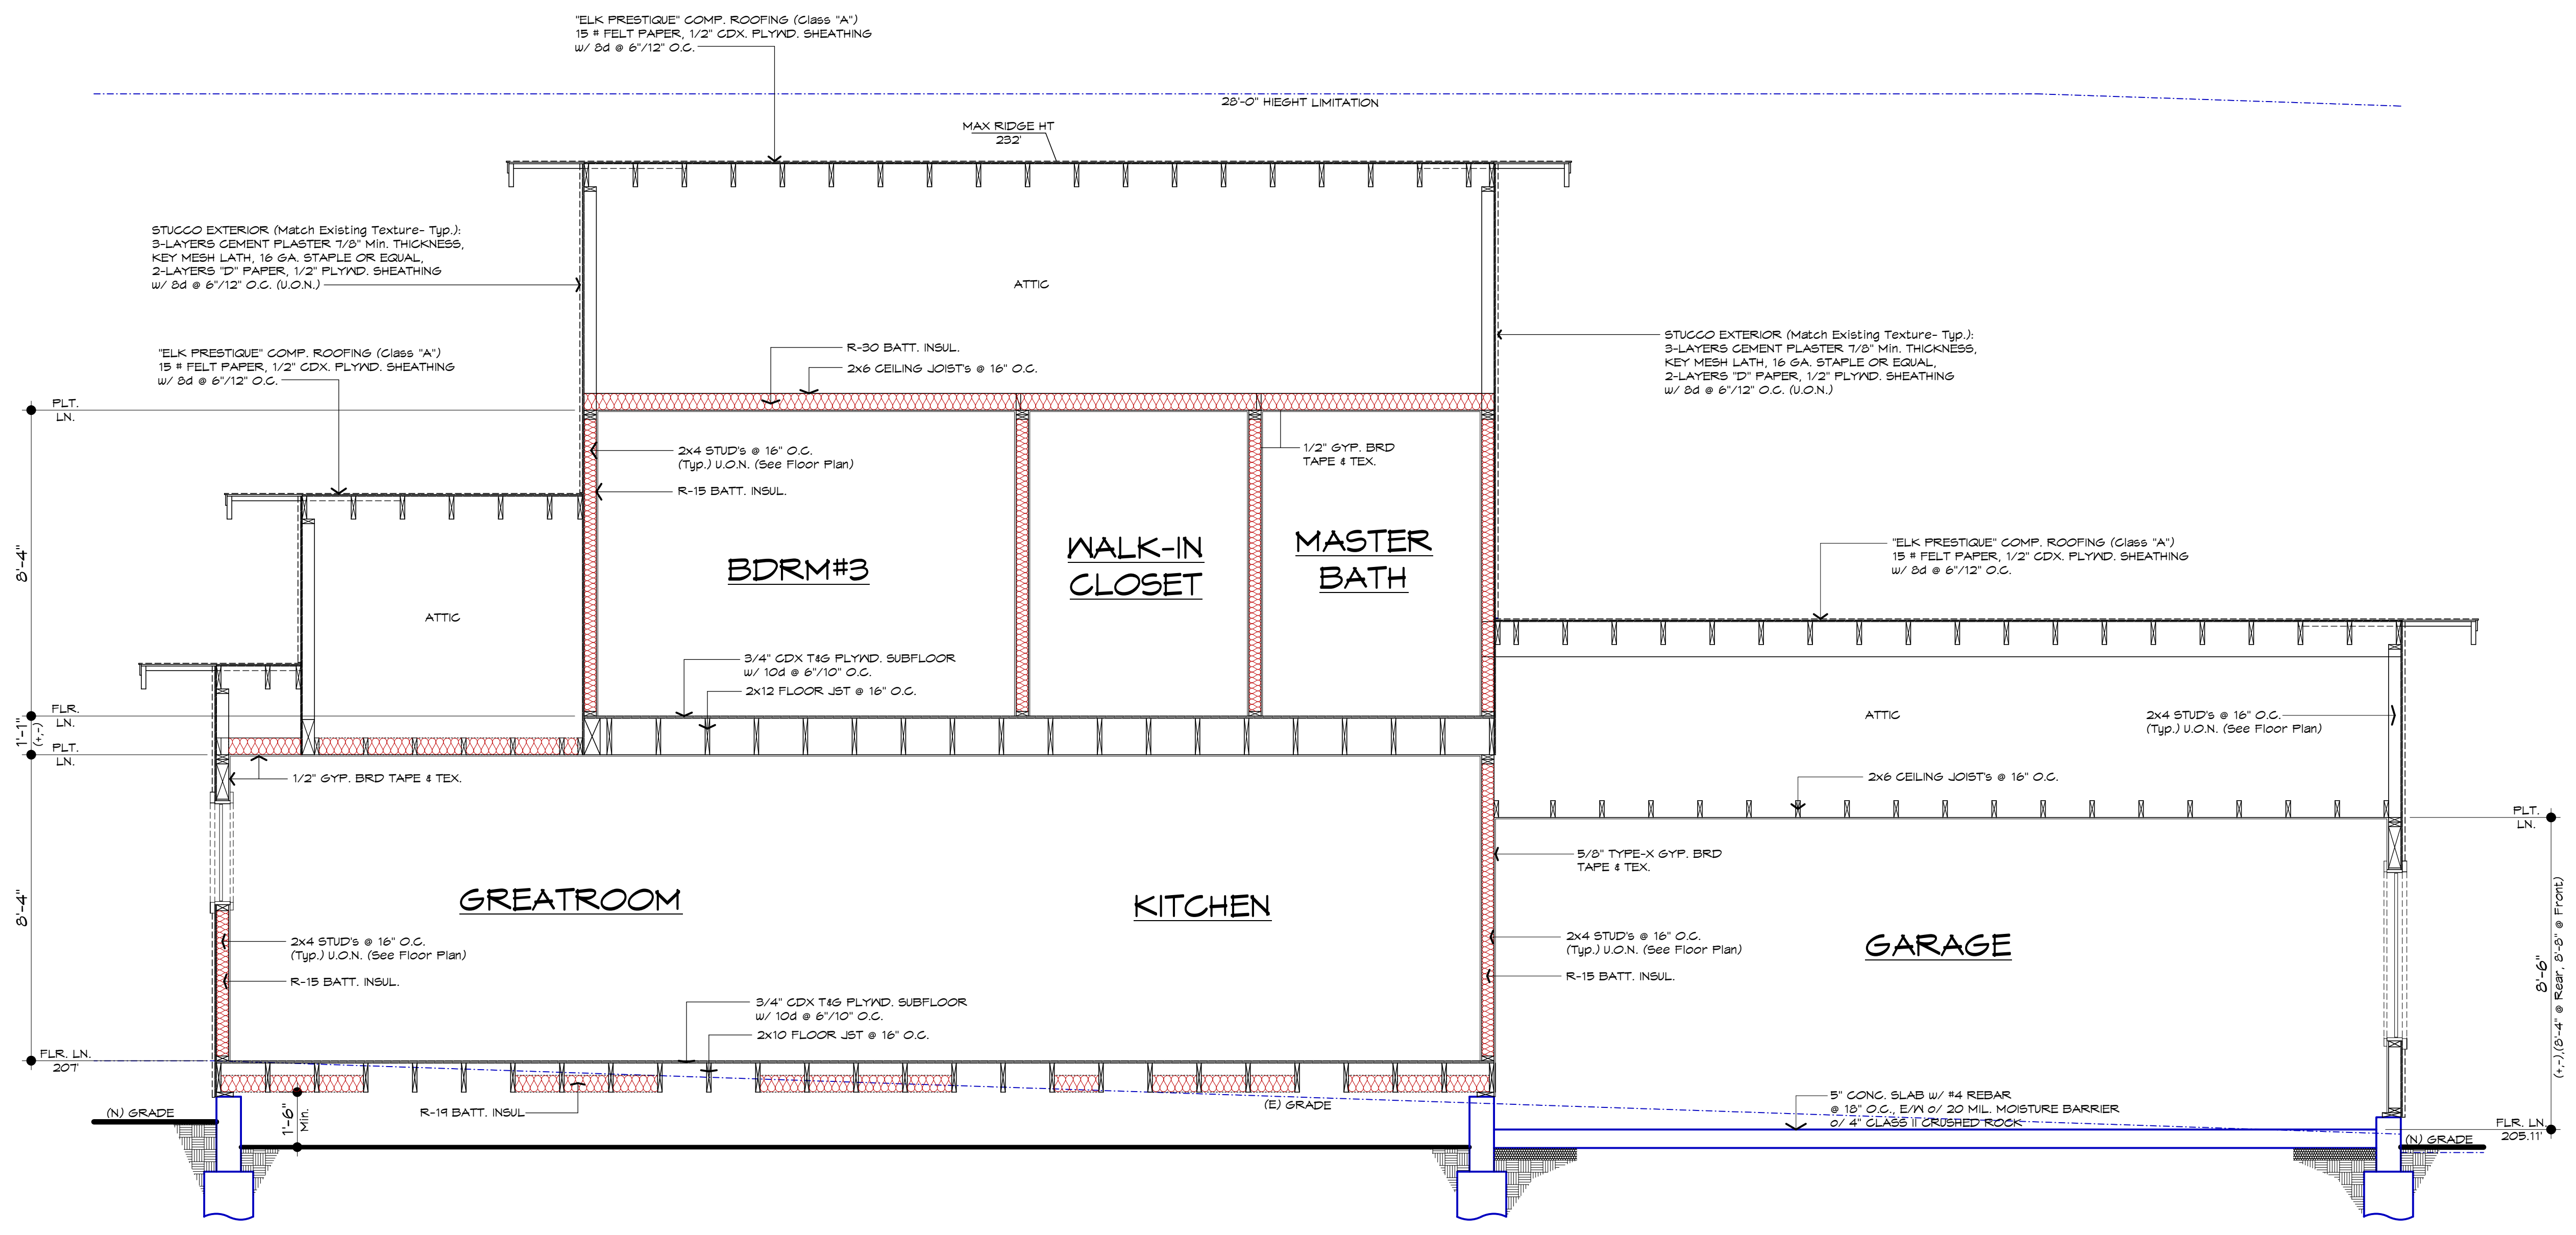 "ELK PRESTIQUE" COMP. ROOFING (Class "A")
15 # FELT PAPER, 1/2" CDX. PLYWD. SHEATHING
w/ 8d @ 6"/12" O.C.
28'-0" HIEGHT LIMITATION
MAX RIDGE HT
232'
STUCCO EXTERIOR (Match Existing Texture- Typ.):
3-LAYERS CEMENT PLASTER 7/8" Min. THICKNESS,
KEY MESH LATH, 16 GA. STAPLE OR EQUAL,
2-LAYERS "D" PAPER, 1/2" PLYWD. SHEATHING
w/ 8d @ 6"/12" O.C. (U.O.N.)
ATTIC
STUCCO EXTERIOR (Match Existing Texture- Typ.):
3-LAYERS CEMENT PLASTER 7/8" Min. THICKNESS,
KEY MESH LATH, 16 GA. STAPLE OR EQUAL,
2-LAYERS "D" PAPER, 1/2" PLYWD. SHEATHING
w/ 8d @ 6"/12" O.C. (U.O.N.)
"ELK PRESTIQUE" COMP. ROOFING (Class "A")
15 # FELT PAPER, 1/2" CDX. PLYWD. SHEATHING
w/ 8d @ 6"/12" O.C.
R-30 BATT. INSUL.
2x6 CEILING JOIST's @ 16" O.C.
PLT.
LN.
2x4 STUD's @ 16" O.C.
(Typ.) U.O.N. (See Floor Plan)
R-15 BATT. INSUL.
1/2" GYP. BRD
TAPE & TEX.
8'-4"
BDRM#3
WALK-IN
CLOSET
MASTER
BATH
"ELK PRESTIQUE" COMP. ROOFING (Class "A")
15 # FELT PAPER, 1/2" CDX. PLYWD. SHEATHING
w/ 8d @ 6"/12" O.C.
ATTIC
3/4" CDX T&G PLYWD. SUBFLOOR
w/ 10d @ 6"/10" O.C.
2x12 FLOOR JST @ 16" O.C.
FLR.
LN.
1'-1"
(+,-)
PLT.
LN.
ATTIC
2x4 STUD's @ 16" O.C.
(Typ.) U.O.N. (See Floor Plan)
1/2" GYP. BRD TAPE & TEX.
2x6 CEILING JOIST's @ 16" O.C.
PLT.
LN.
5/8" TYPE-X GYP. BRD
TAPE & TEX.
8'-4"
GREATROOM
KITCHEN
GARAGE
2x4 STUD's @ 16" O.C.
(Typ.) U.O.N. (See Floor Plan)
R-15 BATT. INSUL.
2x4 STUD's @ 16" O.C.
(Typ.) U.O.N. (See Floor Plan)
R-15 BATT. INSUL.
8'-6"
(+,-),(8'-4" @ Rear, 8'-8" @ Front)
3/4" CDX T&G PLYWD. SUBFLOOR
w/ 10d @ 6"/10" O.C.
2x10 FLOOR JST @ 16" O.C.
FLR. LN.
207'
(N) GRADE
1'-6"
Min.
R-19 BATT. INSUL
(E) GRADE
5" CONC. SLAB w/ #4 REBAR
@ 18" O.C., E/W o/ 20 MIL. MOISTURE BARRIER
o/ 4" CLASS II CRUSHED ROCK
FLR. LN.
205.11'
(N) GRADE